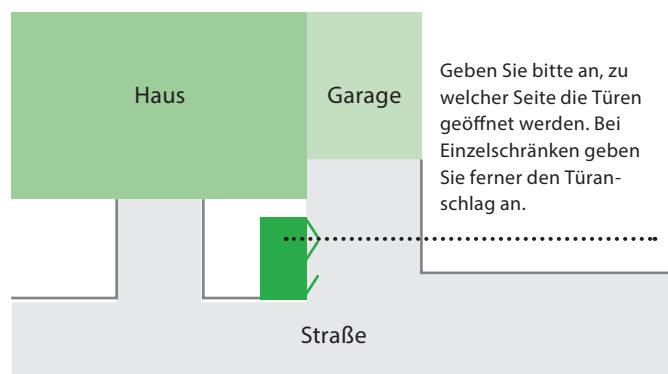 Haus
Garage
Geben Sie bitte an, zu
welcher Seite die Türen
geöffnet werden. Bei
Einzelschränken geben
Sie ferner den Türan-
schlag an.
Straße